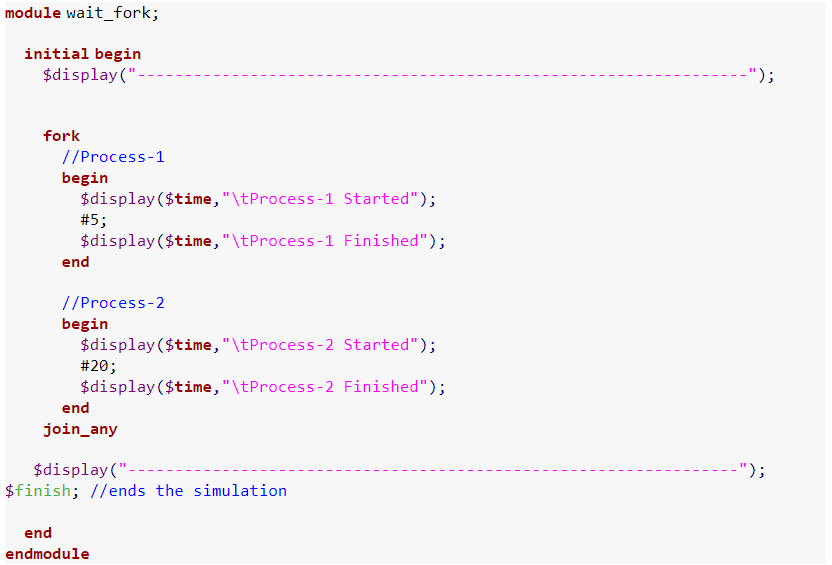 module wait_fork;
initial begin
$display("-----------------------------------------------------------------");
fork
//Process-1
begin
$display($time,"\tProcess-1 Started");
#5;
$display($time,"\tProcess-1 Finished");
end
//Process-2
begin
$display($time,"\tProcess-2 Started");
#20;
$display($time,"\tProcess-2 Finished");
end
join_any
$display("-----------------------------------------------------------------");
$finish; //ends the simulation
end
endmodule